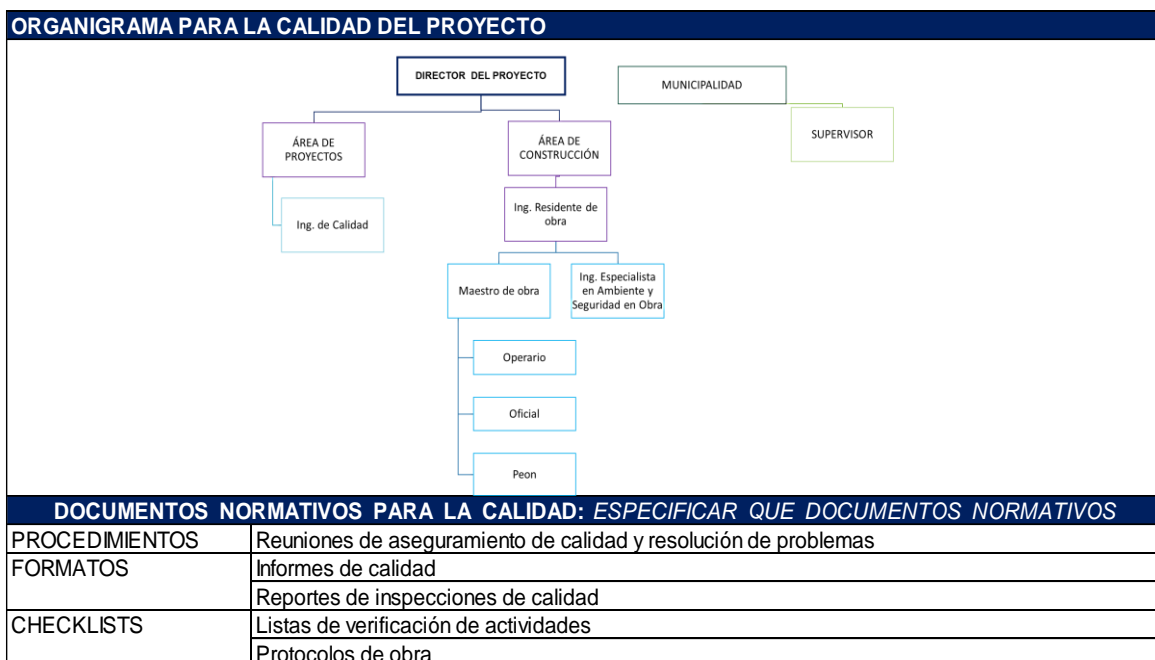 ORGANIGRAMA PARA LA CALIDAD DEL PROYECTO
DIRECTOR DEL PROYECTO
MUNICIPALIDAD
SUPERVISOR
ÁREA DE
PROYECTOS
ÁREA DE
CONSTRUCCIÓN
Ing. de Calidad
Ing. Residente de
obra
Maestro de obra
Ing. Especialista
en Ambiente y
Seguridad en Obra
Operario
Oficial
Peon
DOCUMENTOS NORMATIVOS PARA LA CALIDAD: ESPECIFICAR QUE DOCUMENTOS NORMATIVOS
PROCEDIMIENTOS Reuniones de aseguramiento de calidad y resolución de problemas
FORMATOS Informes de calidad
Reportes de inspecciones de calidad
CHECKLISTS Listas de verificación de actividades
Protocolos de obra